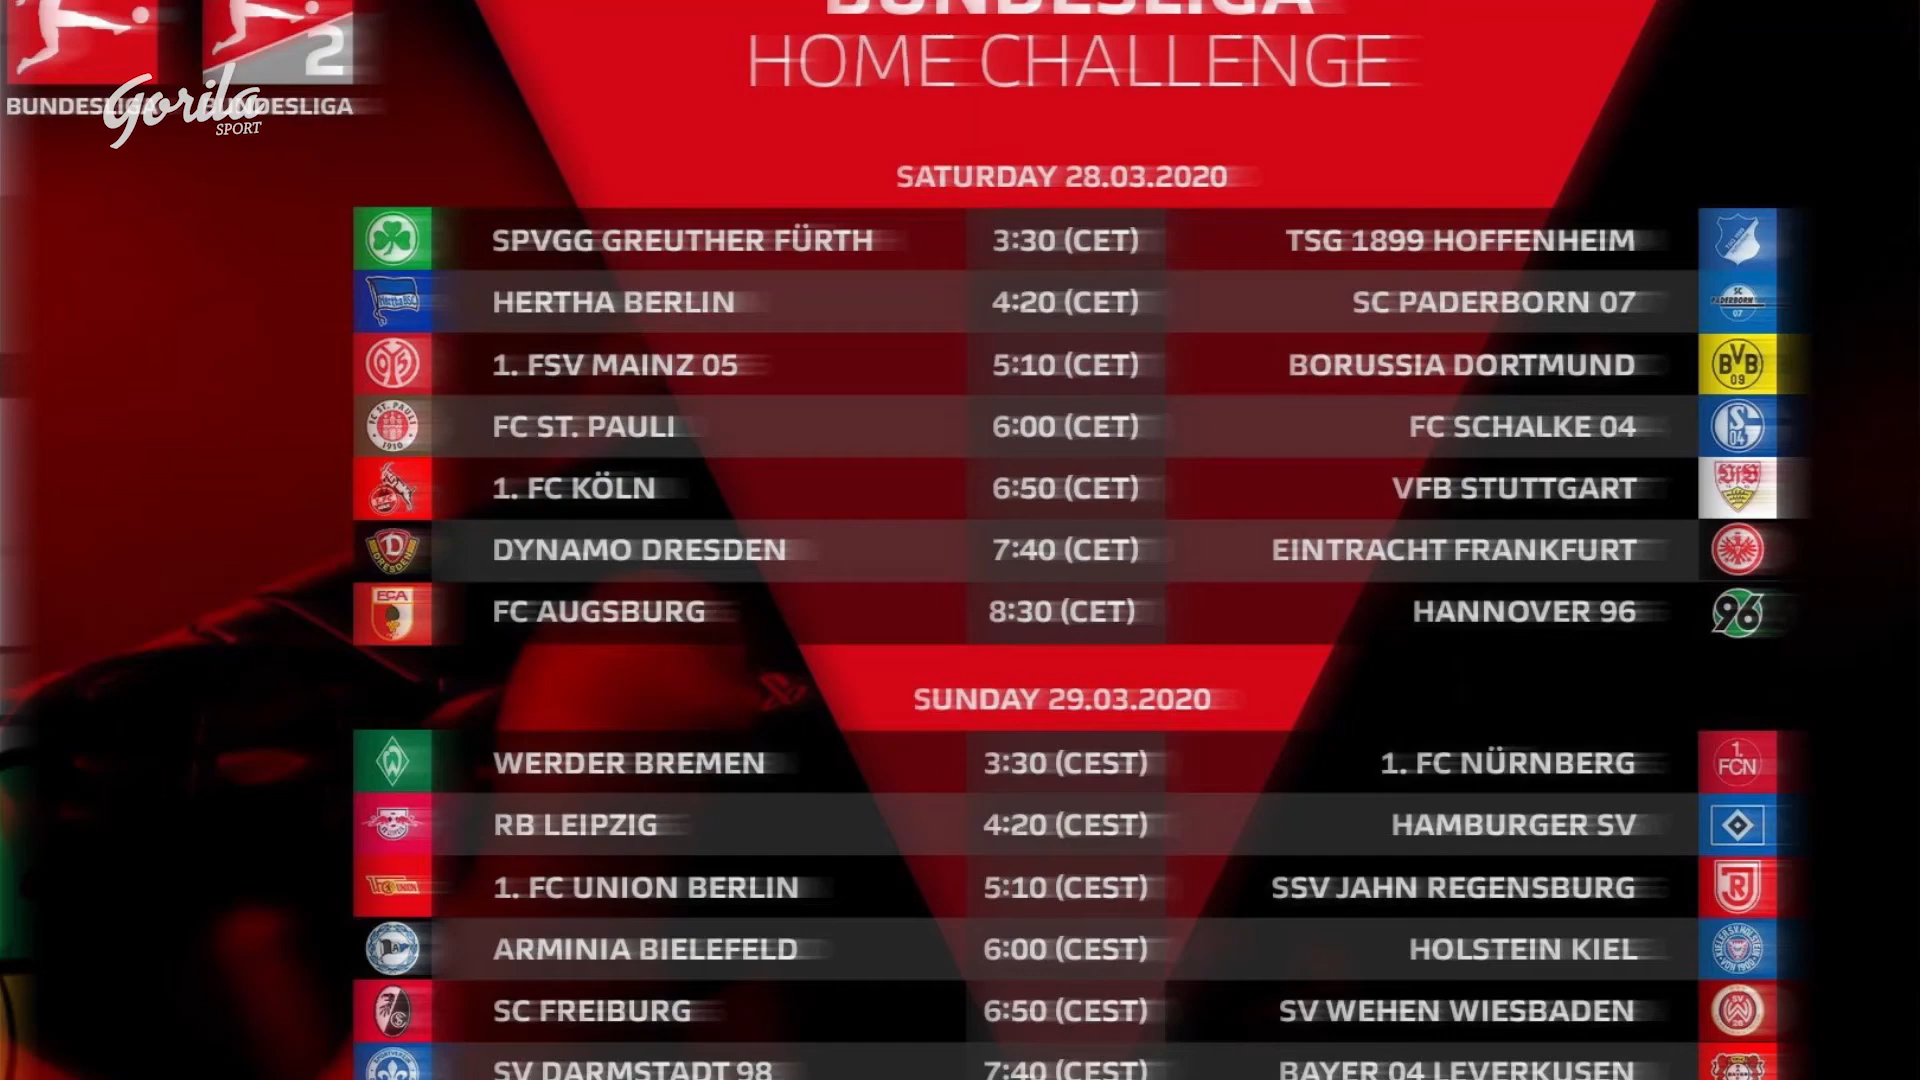 BUNDESLIGA
HOME CHALLENGE
2
BUNDESLIGA BUNDESLIGA
Gorila
SPORT
SATURDAY 28.03.2020
SPVGG GREUTHER FÜRTH 3:30 (CET) TSG 1899 HOFFENHEIM
HERTHA BERLIN 4:20 (CET) SC PADERBORN 07
1. FSV MAINZ 05 5:10 (CET) BORUSSIA DORTMUND
FC ST. PAULI 6:00 (CET) FC SCHALKE 04
1. FC KÖLN 6:50 (CET) VFB STUTTGART
DYNAMO DRESDEN 7:40 (CET) EINTRACHT FRANKFURT
FC AUGSBURG 8:30 (CET) HANNOVER 96
SUNDAY 29.03.2020
WERDER BREMEN 3:30 (CEST) 1. FC NÜRNBERG
RB LEIPZIG 4:20 (CEST) HAMBURGER SV
1. FC UNION BERLIN 5:10 (CEST) SSV JAHN REGENSBURG
ARMINIA BIELEFELD 6:00 (CEST) HOLSTEIN KIEL
SC FREIBURG 6:50 (CEST) SV WEHEN WIESBADEN
SV DARMSTADT 98 7:40 (CEST) BAYER 04 LEVERKUSEN